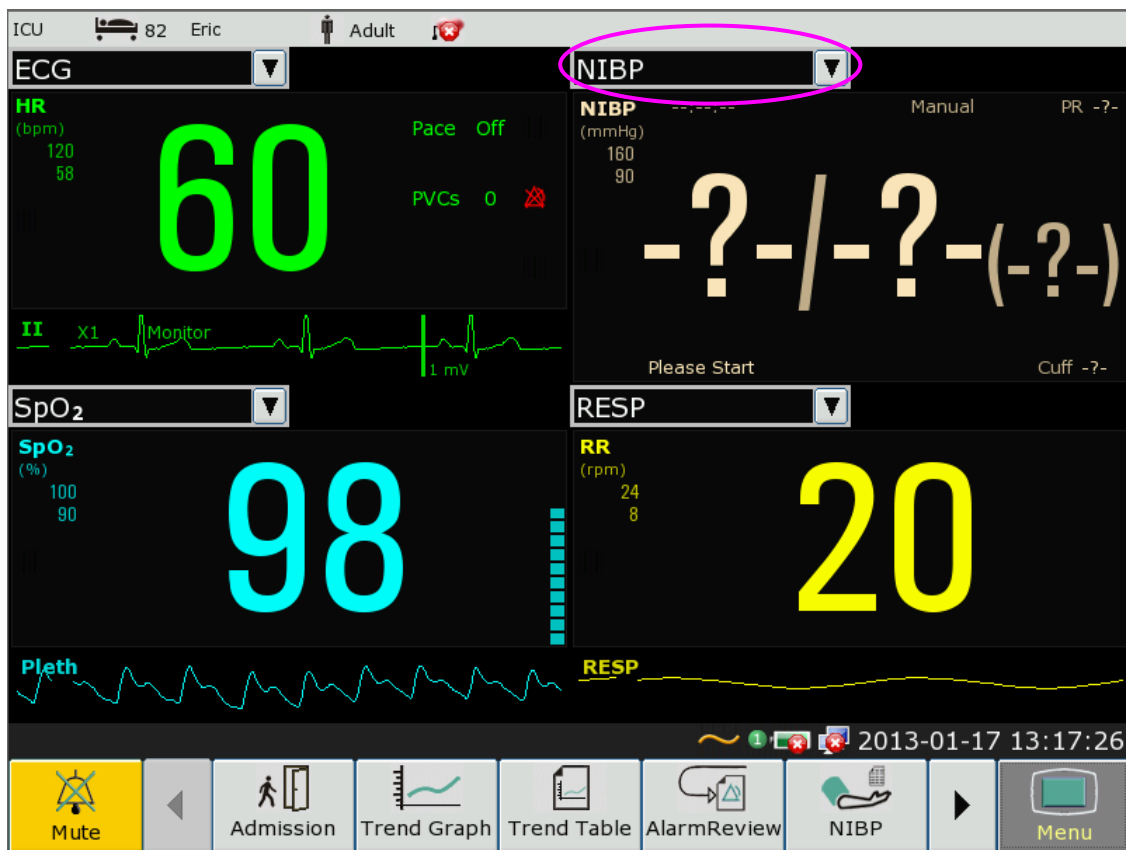 ICU 82 Eric Adult
ECG
HR
(bpm)
120
58
60
Pace Off
PVCs 0
II X1 Monitor
1 mV
NIBP
NIBP --:--:-- Manual PR -?-
(mmHg)
160
90
-?-/-?-(-?-)
Please Start Cuff -?-
SpO₂
SpO₂
(%)
100
90
98
Pleth
RESP
RR
(rpm)
24
8
20
RESP
1 2013-01-17 13:17:26
Mute
Admission
Trend Graph
Trend Table
AlarmReview
NIBP
Menu